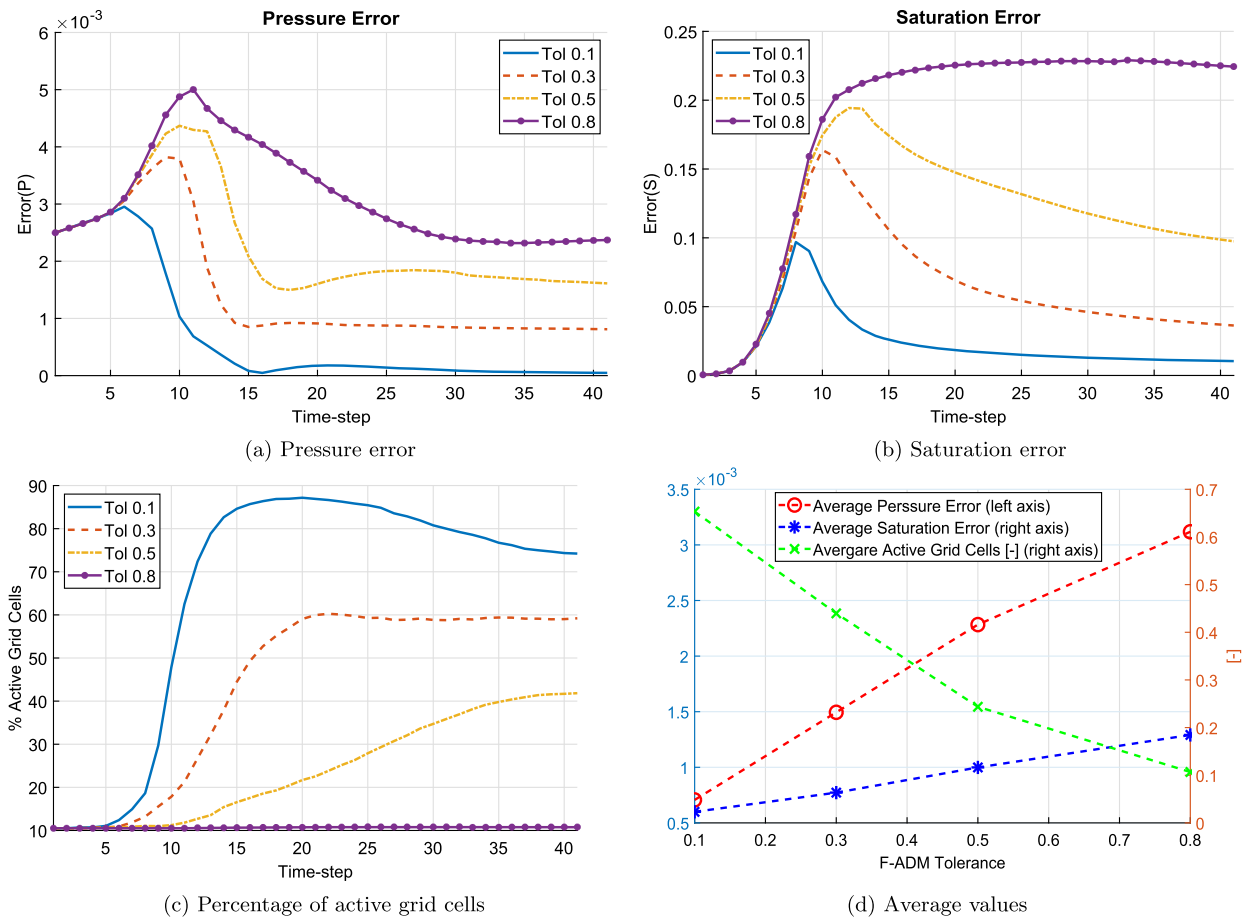 Pressure Error
×10⁻³
6
5
4
3
2
1
0
Error(P)
Tol 0.1
Tol 0.3
Tol 0.5
Tol 0.8
5 10 15 20 25 30 35 40
Time-step
(a) Pressure error
Saturation Error
0.25
0.2
0.15
0.1
0.05
0
Error(S)
Tol 0.1
Tol 0.3
Tol 0.5
Tol 0.8
5 10 15 20 25 30 35 40
Time-step
(b) Saturation error
90
80
70
60
50
40
30
20
10
% Active Grid Cells
Tol 0.1
Tol 0.3
Tol 0.5
Tol 0.8
5 10 15 20 25 30 35 40
Time-step
(c) Percentage of active grid cells
×10⁻³
3.5
3
2.5
2
1.5
1
0.5
Average Perssure Error (left axis)
Average Saturation Error (right axis)
Avergare Active Grid Cells [-] (right axis)
0.7
0.6
0.5
0.4
0.3
0.2
0.1
0
[-]
0.1 0.2 0.3 0.4 0.5 0.6 0.7 0.8
F-ADM Tolerance
(d) Average values